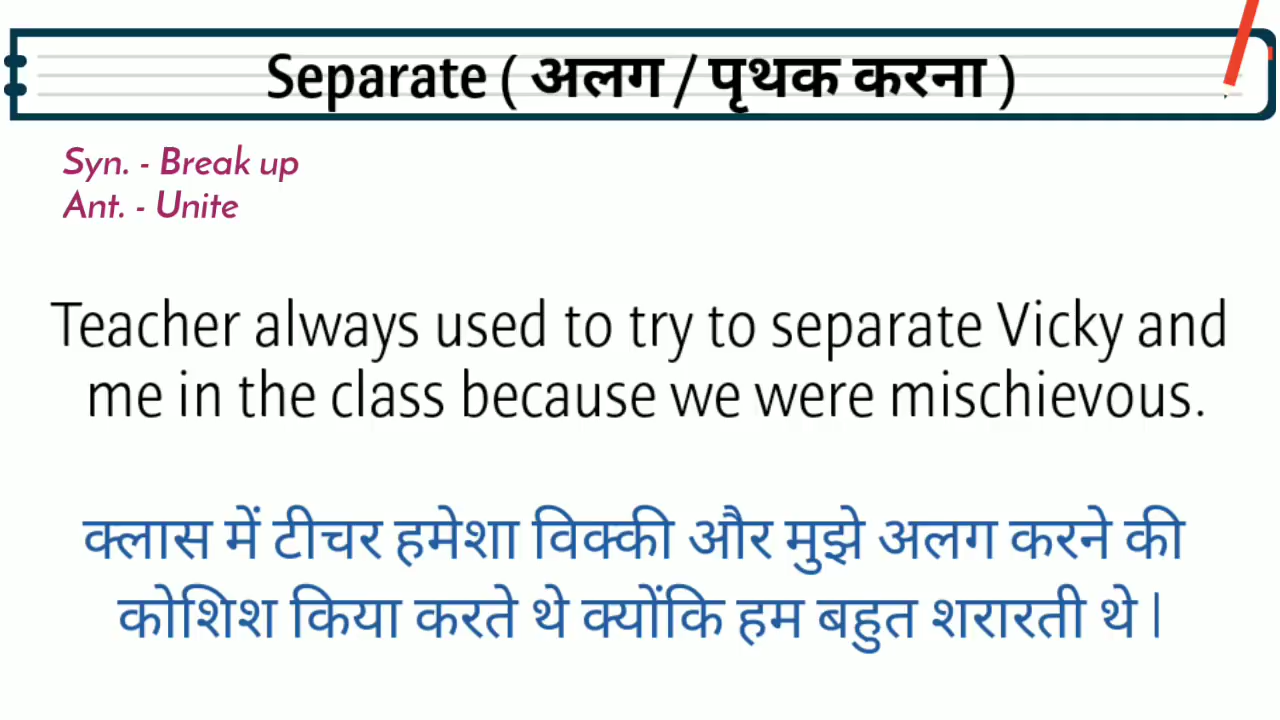 Separate ( अलग / पृथक करना )
Syn. - Break up
Ant. - Unite
Teacher always used to try to separate Vicky and
me in the class because we were mischievous.
क्लास में टीचर हमेशा विक्की और मुझे अलग करने की
कोशिश किया करते थे क्योंकि हम बहुत शरारती थे |